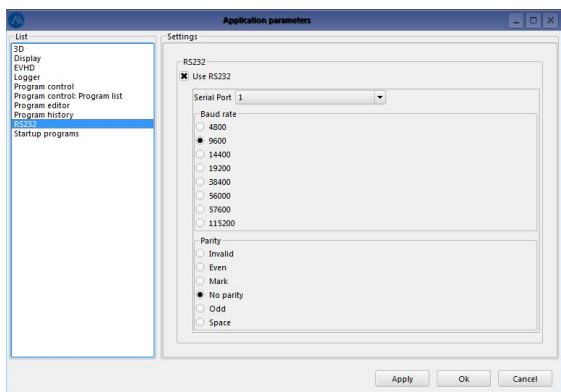 Application parameters
List
3D
Display
EVHD
Logger
Program control
Program control: Program list
Program editor
Program history
RS232
Startup programs
Settings
RS232
Use RS232
Serial Port 1
Baud rate
4800
9600
14400
19200
38400
56000
57600
115200
Parity
Invalid
Even
Mark
No parity
Odd
Space
Apply
Ok
Cancel